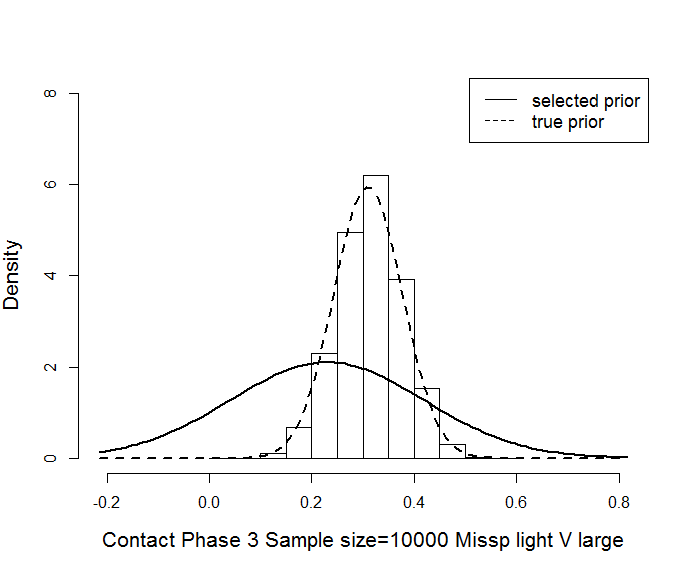 selected prior
true prior
Density
8
6
4
2
0
-0.2 0.0 0.2 0.4 0.6 0.8
Contact Phase 3 Sample size=10000 Missp light V large